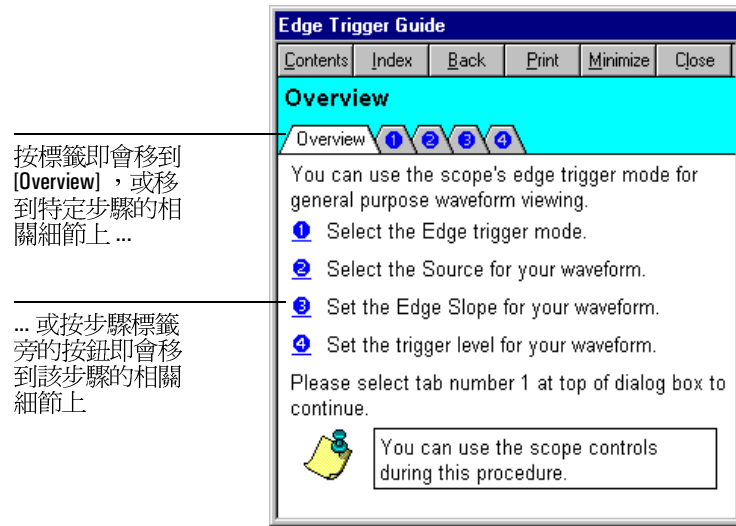 按標籤即會移到
[Overview] ，或移
到特定步驟的相
關細節上 ...
... 或按步驟標籤
旁的按鈕即會移
到該步驟的相關
細節上
Edge Trigger Guide
Contents Index Back Print Minimize Close
Overview
Overview 1 2 3 4
You can use the scope's edge trigger mode for
general purpose waveform viewing.
1 Select the Edge trigger mode.
2 Select the Source for your waveform.
3 Set the Edge Slope for your waveform.
4 Set the trigger level for your waveform.
Please select tab number 1 at top of dialog box to
continue.
You can use the scope controls
during this procedure.